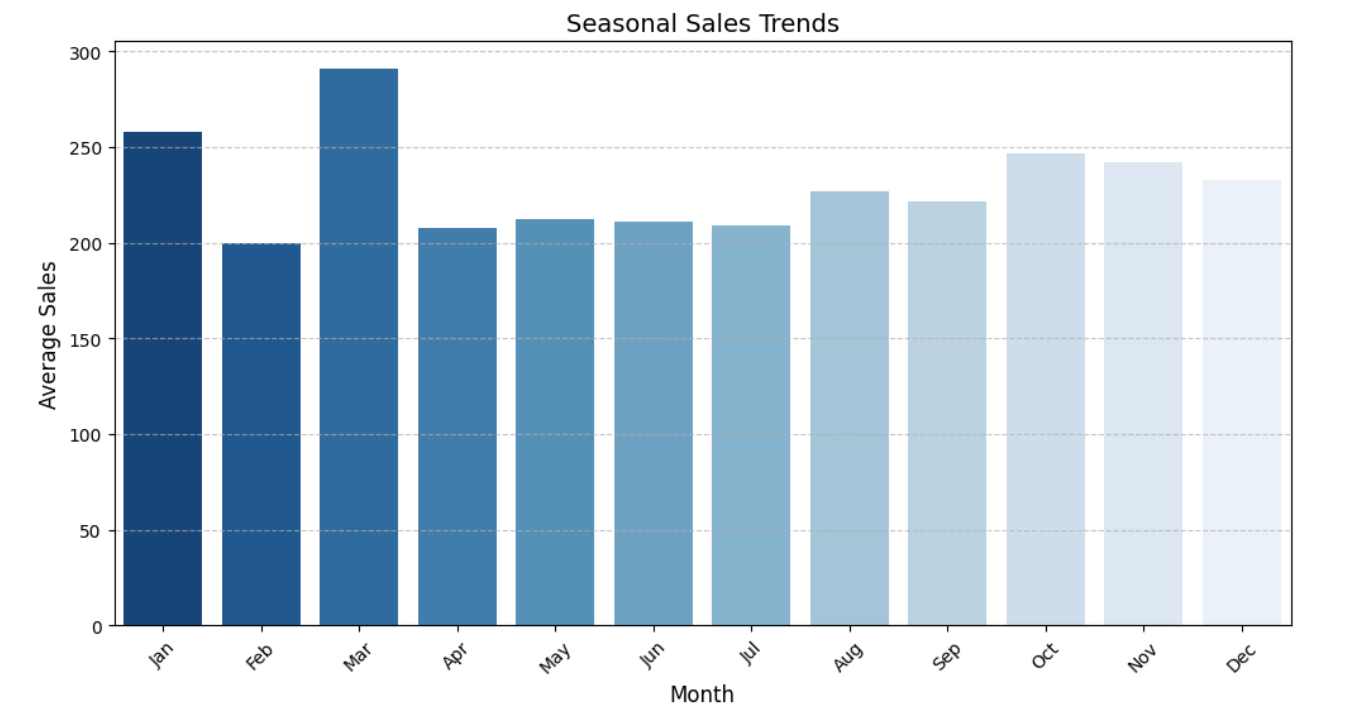 Seasonal Sales Trends
300
250
200
150
100
50
0
Average Sales
Jan
Feb
Mar
Apr
May
Jun
Jul
Aug
Sep
Oct
Nov
Dec
Month